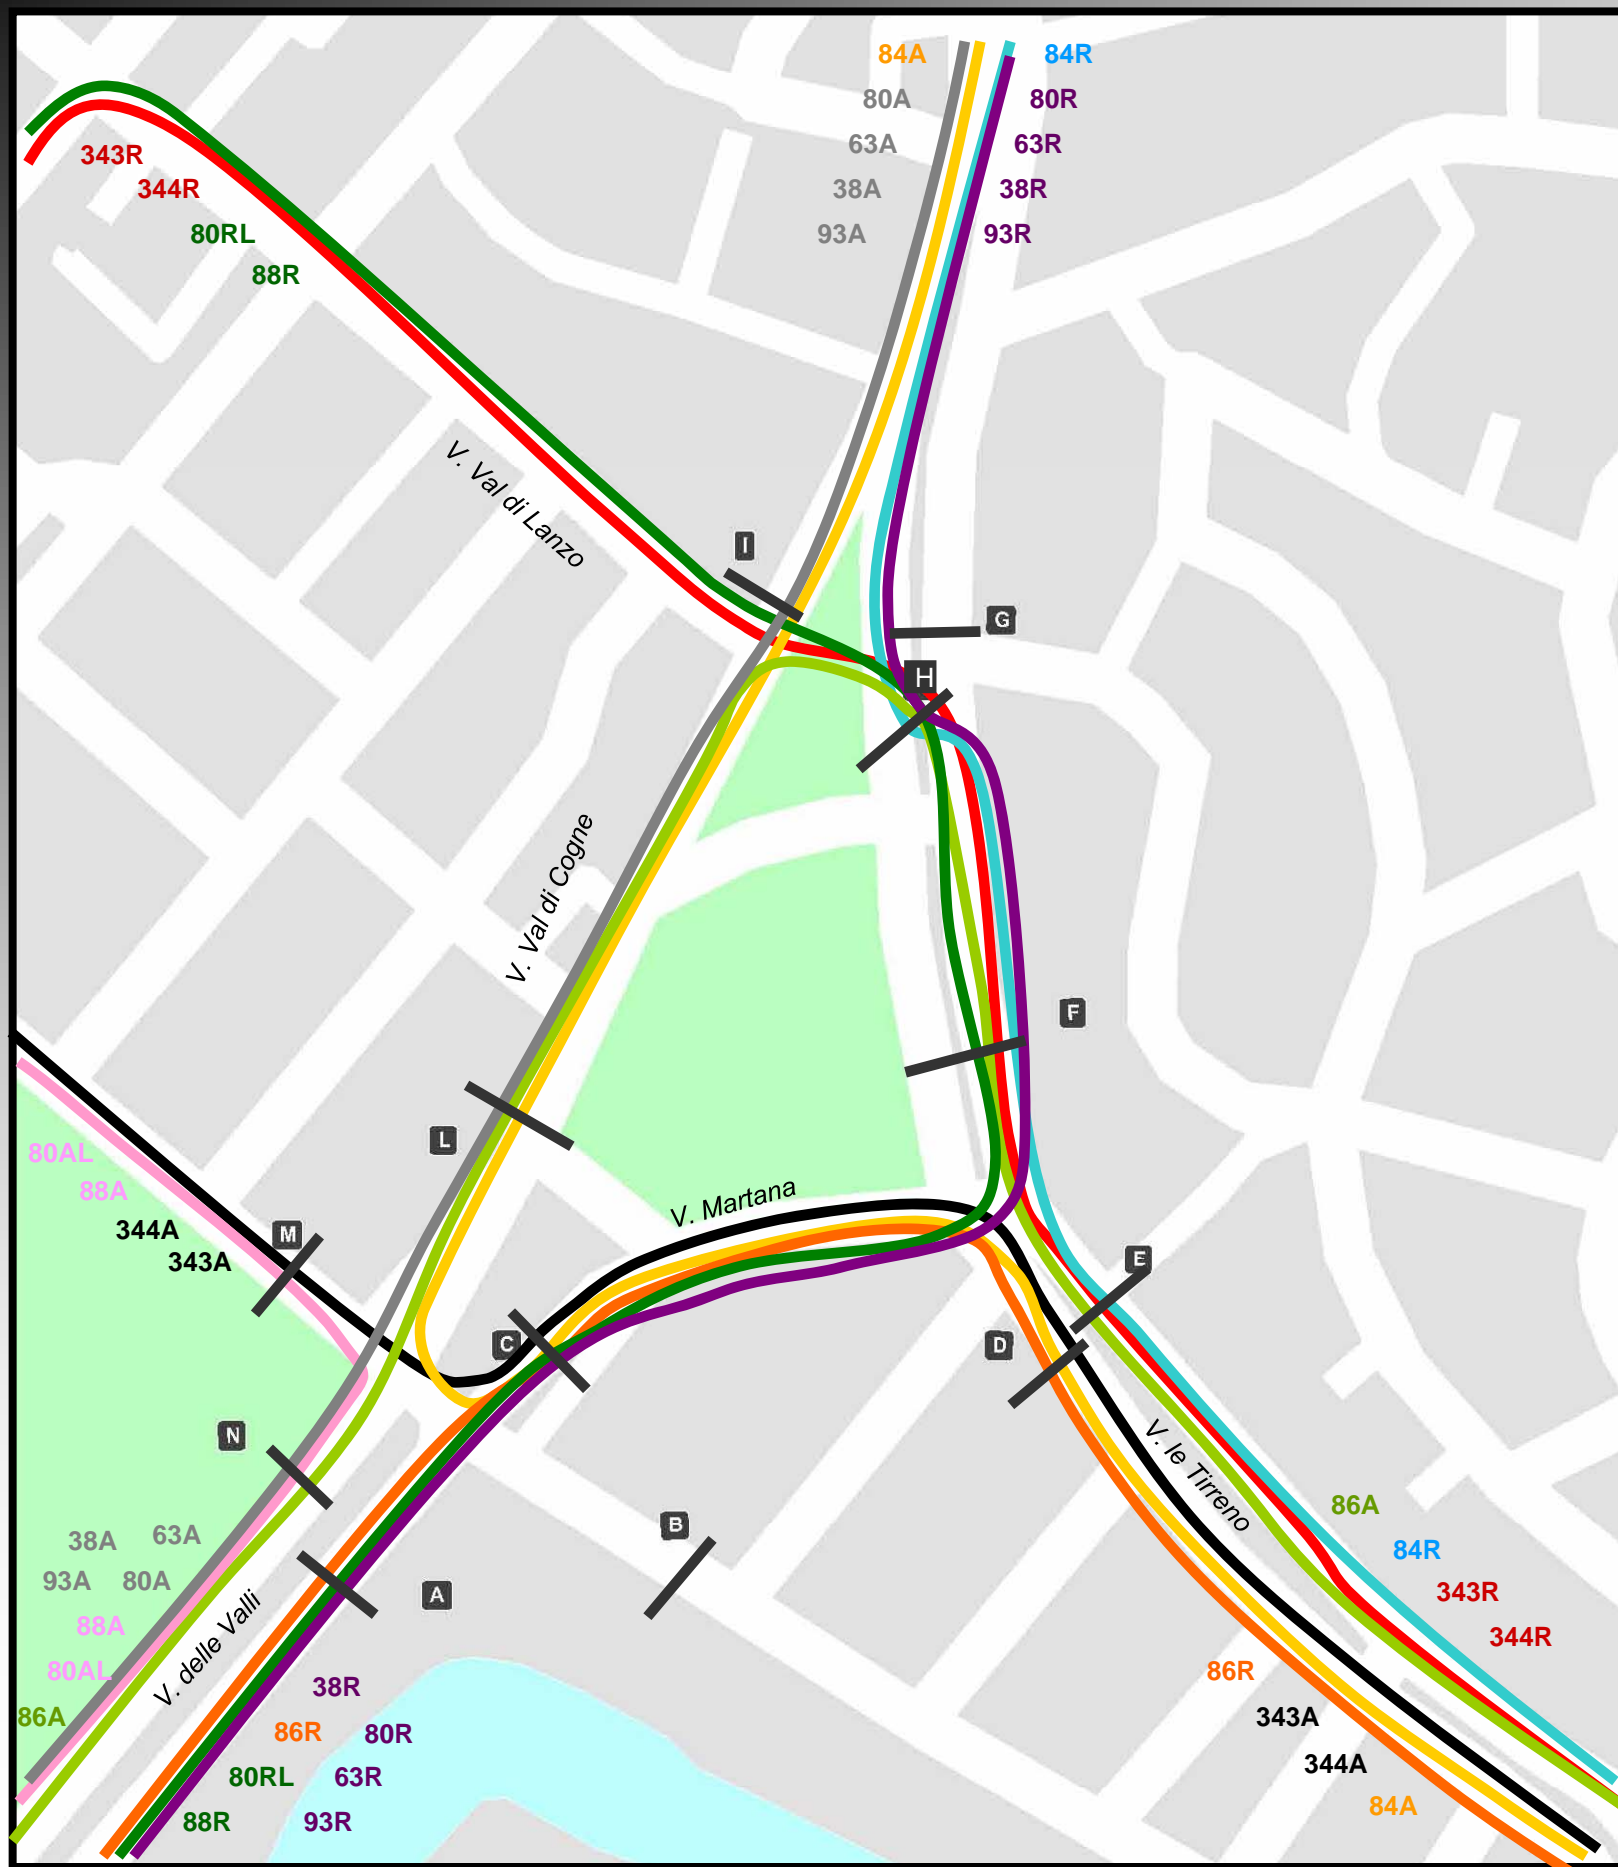 84A
84R
80A
80R
63A
63R
38A
38R
93A
93R
343R
344R
80RL
88R
V. Val di Lanzo
I
G
H
V. Val di Cogne
F
L
80AL
88A
344A
343A
M
V. Martana
E
C
D
N
V. le Tirreno
B
A
38A
63A
93A
80A
88A
80AL
86A
V. delle Valli
38R
86R
80R
80RL
63R
88R
93R
86A
84R
343R
344R
86R
343A
344A
84A